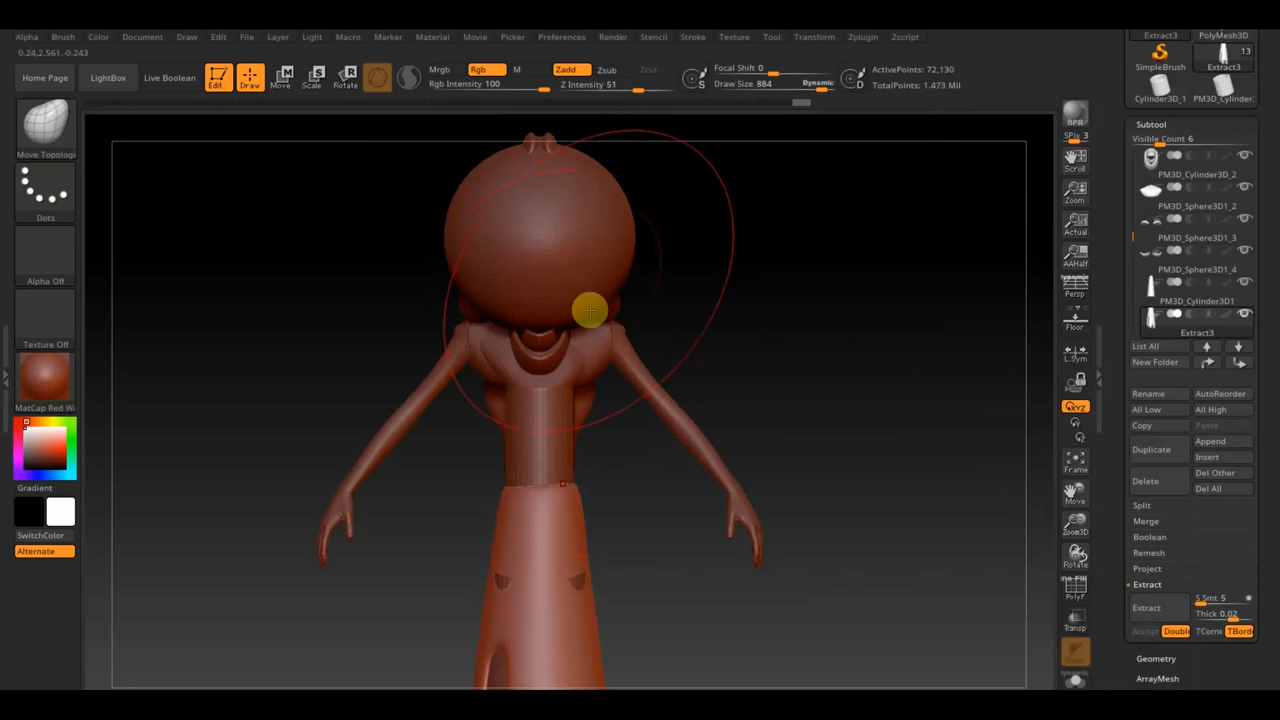 Alpha Brush Color Document Draw Edit File Layer Light Macro Marker Material Movie Picker Preferences Render Stencil Stroke Texture Tool Transform Zplugin Zscript
0.24,2.561,-0.243
Home Page LightBox Live Boolean Edit Draw Move Scale Rotate
Mrgb Rgb M
Rgb Intensity 100
Zadd Zsub Zcut
Z Intensity 51
S
Focal Shift 0
Draw Size 884 Dynamic
D
ActivePoints: 72,130
TotalPoints: 1.473 Mil
Move Topologi
Dots
Alpha Off
Texture Off
MatCap Red W
Gradient
SwitchColor
Alternate
BPR
SPix 3
Scroll
Zoom
Actual
AAHalf
Persp
Floor
L.Sym
XYZ
Frame
Move
Zoom3D
Rotate
PolyF
Transp
Extract3 PolyMesh3D
13
SimpleBrush Extract3
Cylinder3D_1 PM3D_Cylinder
Subtool
Visible Count 6
PM3D_Cylinder3D_2
PM3D_Sphere3D1_2
PM3D_Sphere3D1_3
PM3D_Sphere3D1_4
PM3D_Cylinder3D1
Extract3
List All
New Folder
Rename AutoReorder
All Low All High
Copy Paste
Duplicate Append
Insert
Delete Del Other
Del All
Split
Merge
Boolean
Remesh
Project
Extract
Extract S Smt 5
Thick 0.02
Accept Double TCorne TBorde
Geometry
ArrayMesh